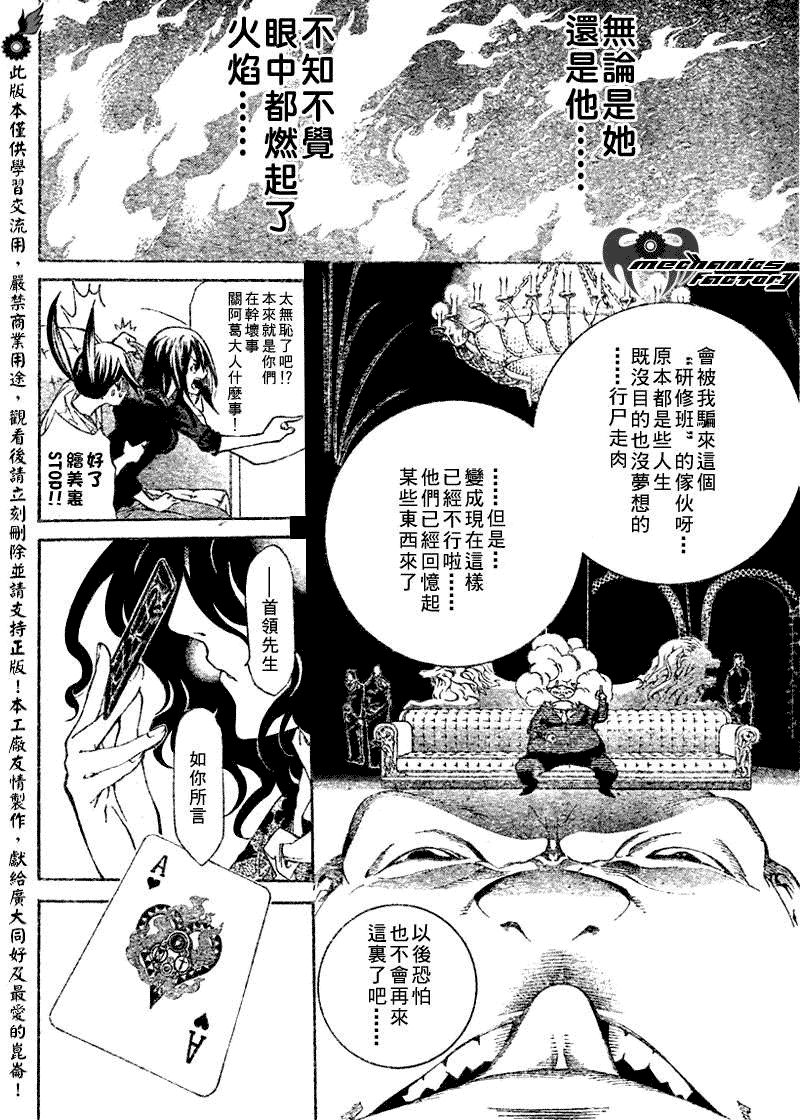 無論是她
還是他……
不知不覺
眼中都燃起了
火焰……
mechanics
factory
會被我騙來這個
“研修班”的傢伙呀…
原本都是些人生
既沒目的也沒夢想的
……行尸走肉
……但是…
變成現在這樣
已經不行啦……
他們已經回憶起
某些東西來了
以後恐怕
也不會再來
這裏了吧……
太無恥了吧!?
本來就是你們
在幹壞事
關阿葛大人什麼事！
好了
繪美裏
STOP!!
──首領先生
如你所言
A
A
此版本僅供學習交流用，嚴禁商業用途，觀看後請立刻刪除並請支持正版！本工廠友情製作，獻給廣大同好及最愛的崑崙！